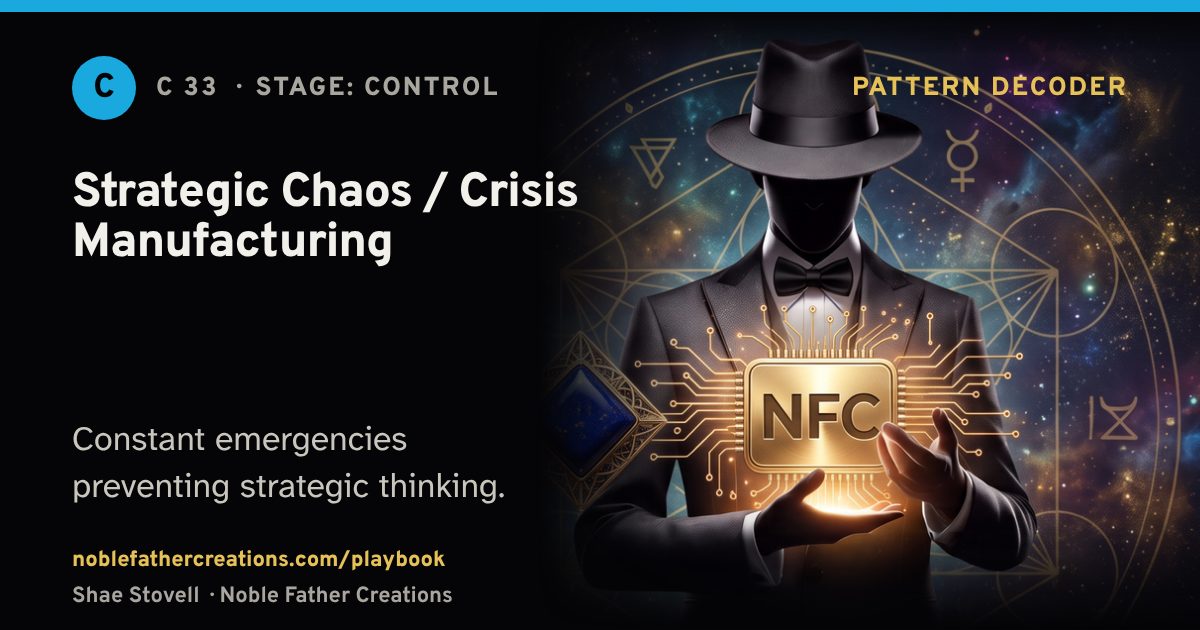 C
C 33 · STAGE: CONTROL
PATTERN DECODER
Strategic Chaos / Crisis
Manufacturing
NFC
Constant emergencies
preventing strategic thinking.
noblefathercreations.com/playbook
Shae Stovell · Noble Father Creations